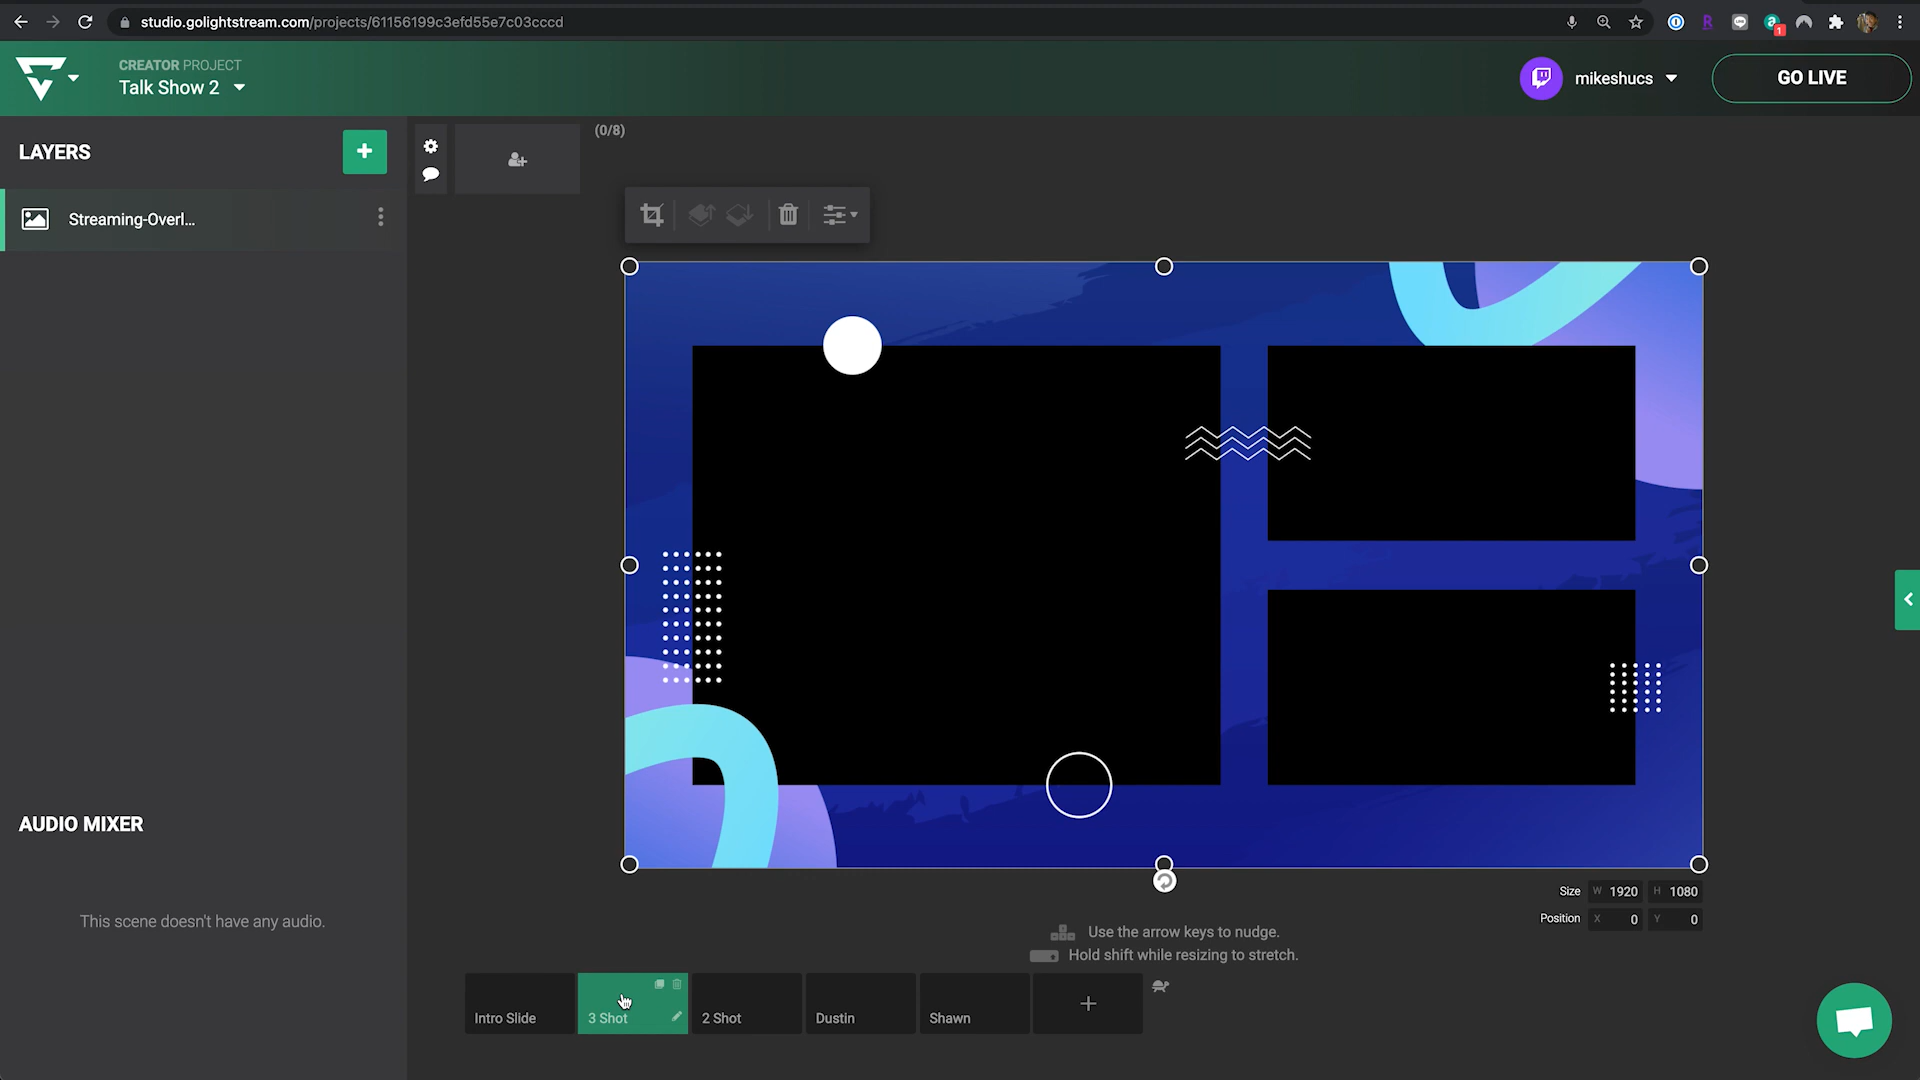 studio.golightstream.com/projects/61156199c3efd55e7c03cccd
1
CREATOR PROJECT
Talk Show 2
mikeshucs
GO LIVE
LAYERS
+
(0/8)
Streaming-Overl...
Size W 1920 H 1080
Position X 0 Y 0
Use the arrow keys to nudge.
Hold shift while resizing to stretch.
AUDIO MIXER
This scene doesn't have any audio.
Intro Slide
3 Shot
2 Shot
Dustin
Shawn
+